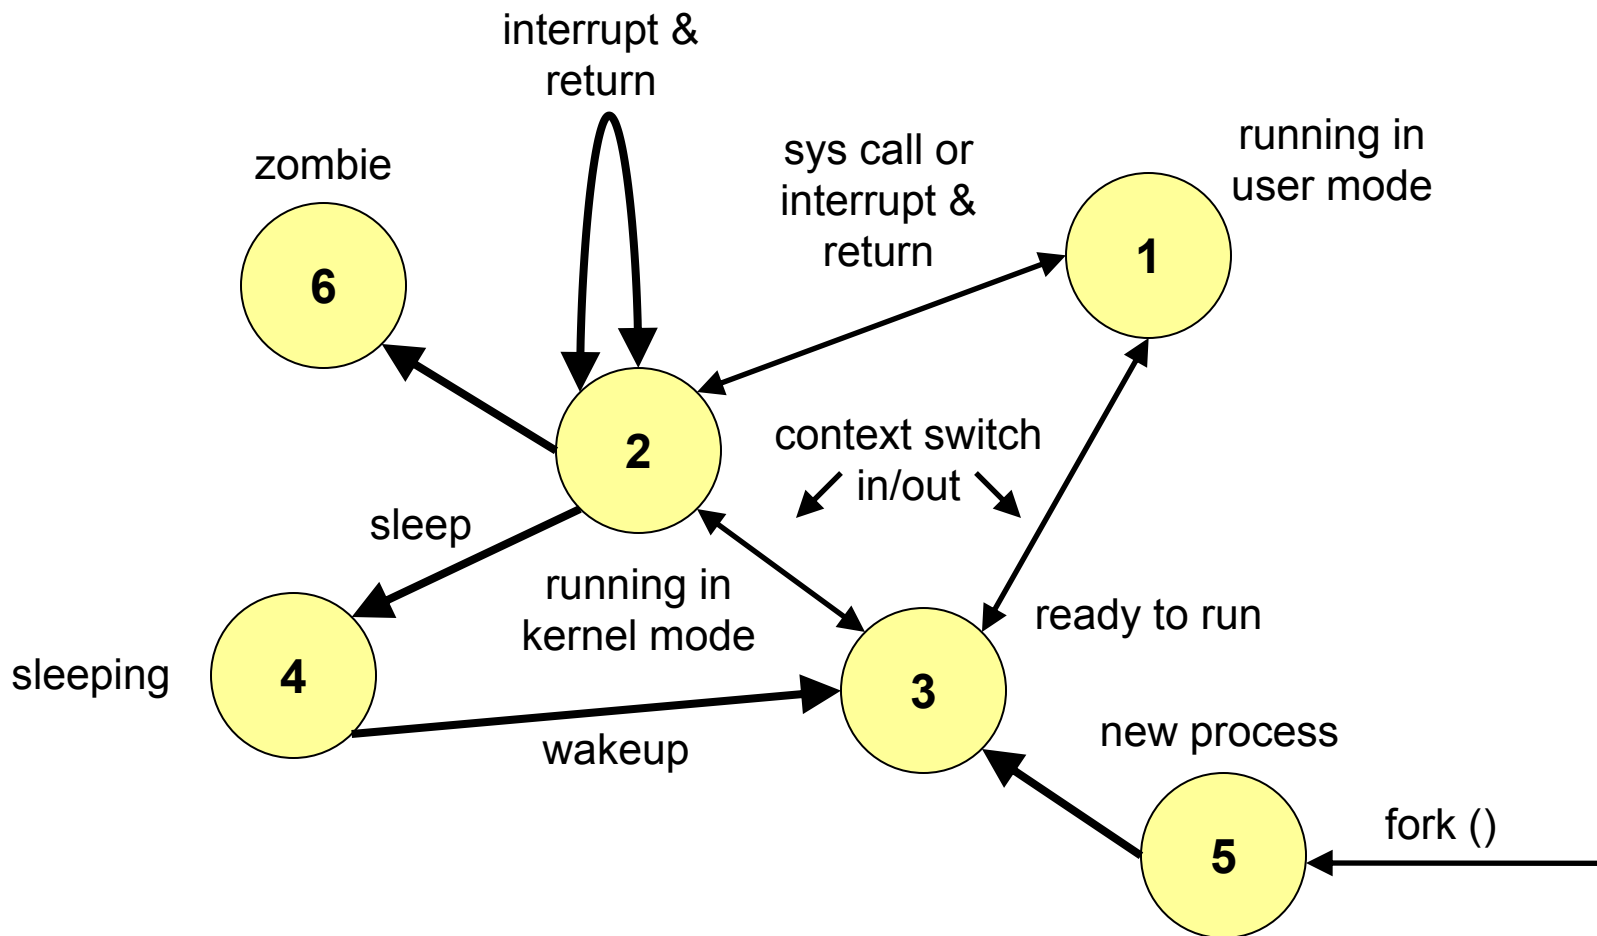 interrupt &
return
sys call or
interrupt &
return
running in
user mode
zombie
1
6
2
context switch
in/out
sleep
running in
kernel mode
ready to run
sleeping
4
3
wakeup
new process
fork ()
5